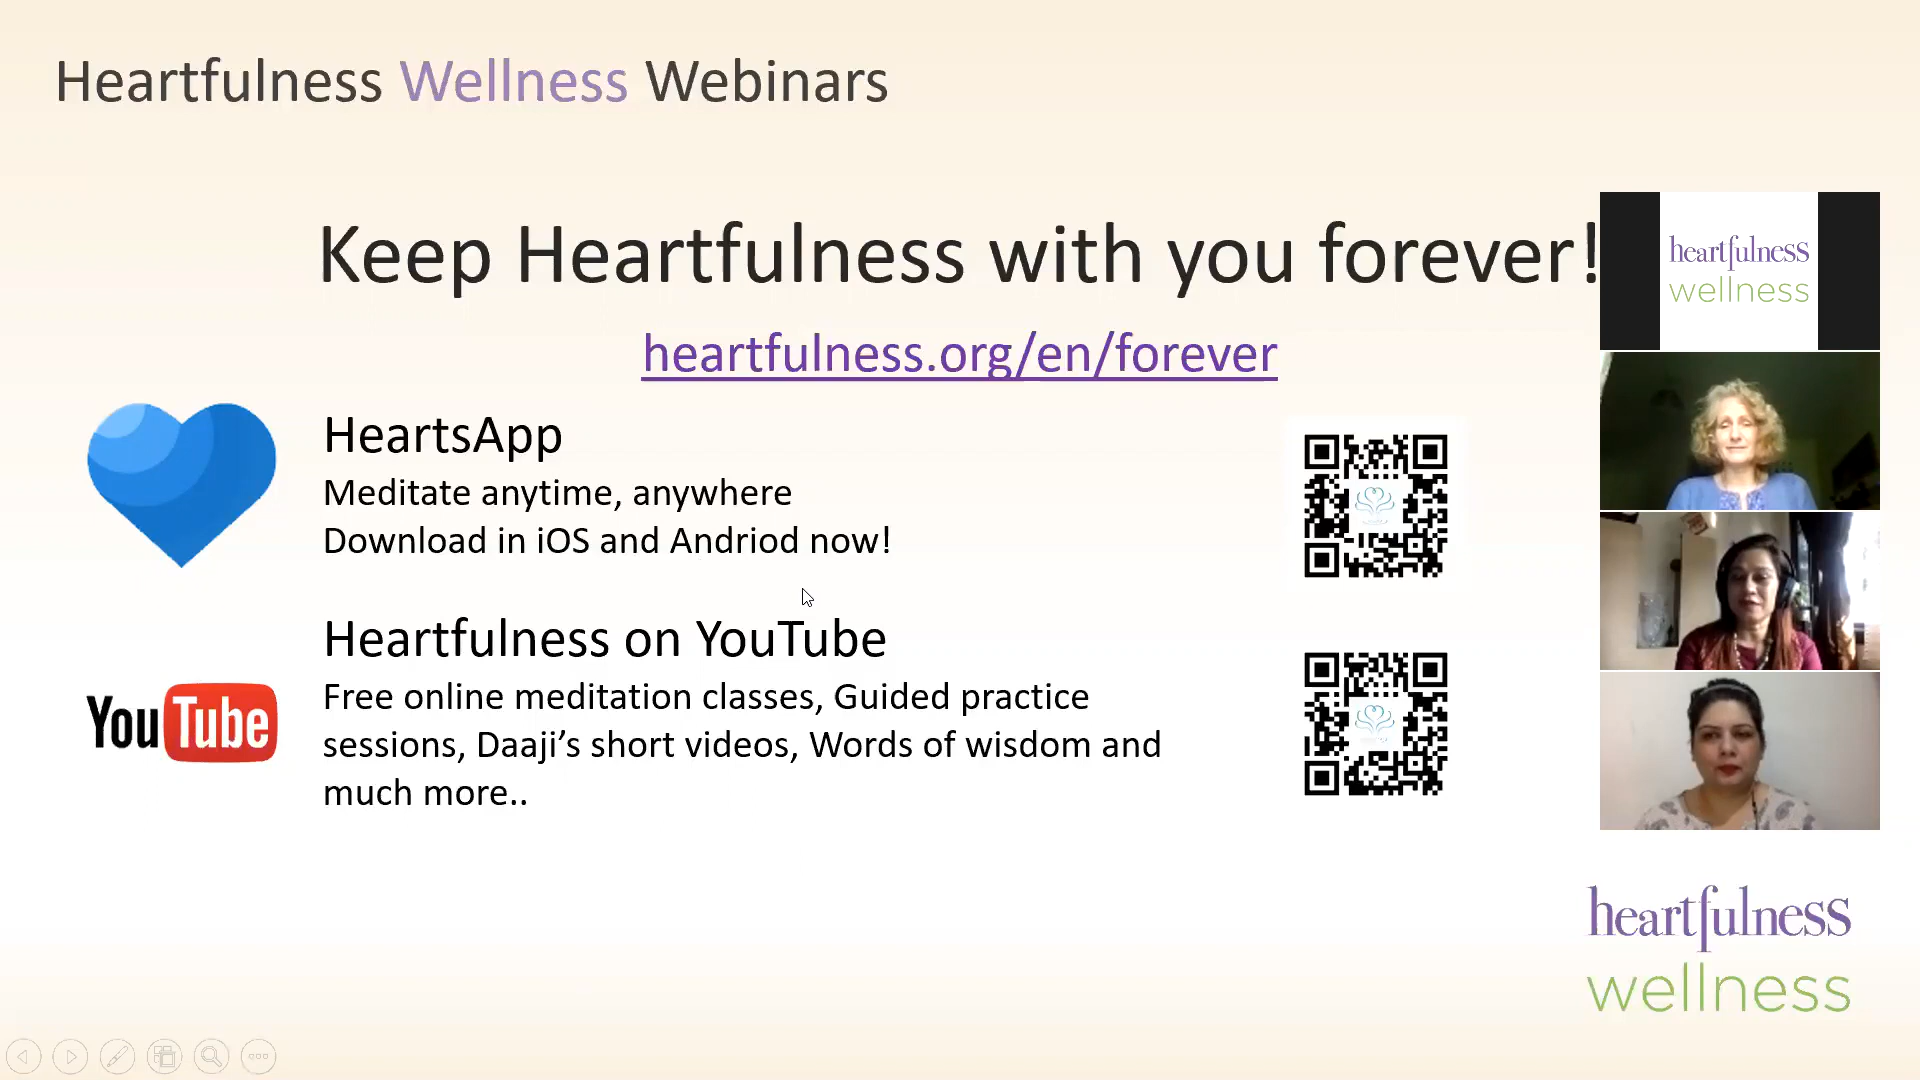 Heartfulness Wellness Webinars
Keep Heartfulness with you forever!
heartfulness.org/en/forever
HeartsApp
Meditate anytime, anywhere
Download in iOS and Andriod now!
Heartfulness on YouTube
Free online meditation classes, Guided practice
sessions, Daaji’s short videos, Words of wisdom and
much more..
YouTube
heartfulness
wellness
heartfulness
wellness